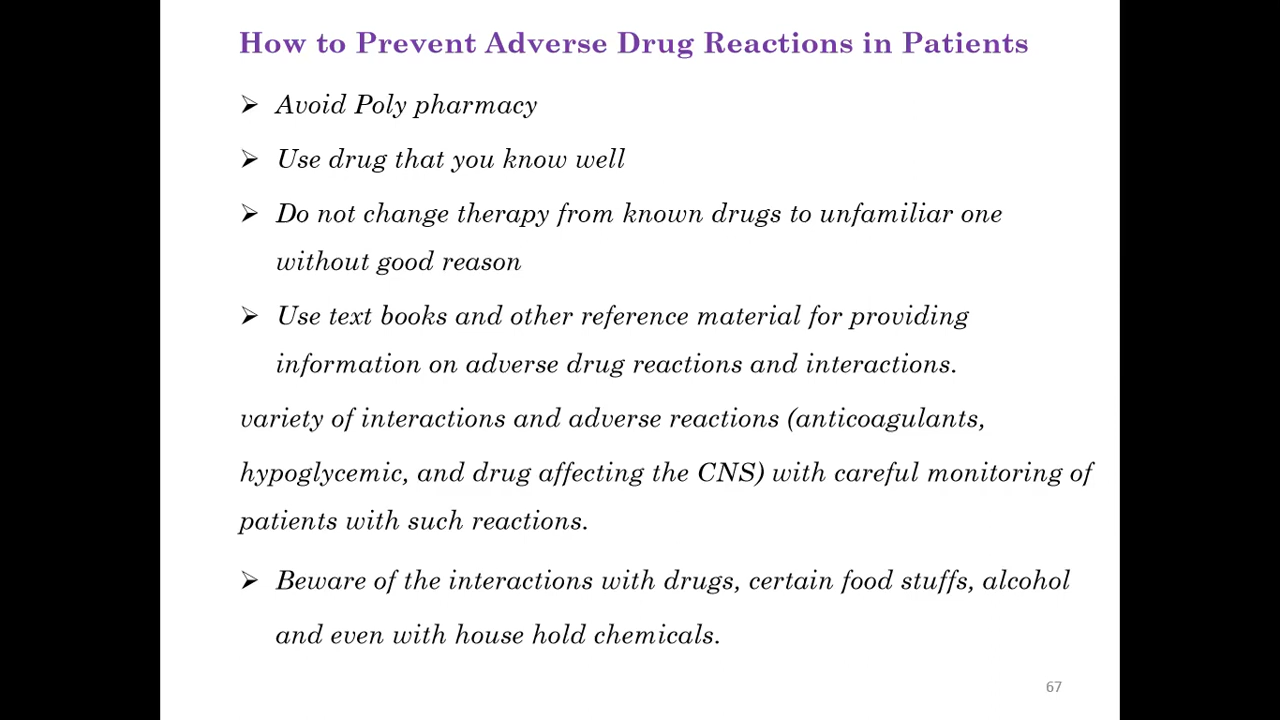 How to Prevent Adverse Drug Reactions in Patients
➢ Avoid Poly pharmacy
➢ Use drug that you know well
➢ Do not change therapy from known drugs to unfamiliar one
without good reason
➢ Use text books and other reference material for providing
information on adverse drug reactions and interactions.
variety of interactions and adverse reactions (anticoagulants,
hypoglycemic, and drug affecting the CNS) with careful monitoring of
patients with such reactions.
➢ Beware of the interactions with drugs, certain food stuffs, alcohol
and even with house hold chemicals.
67